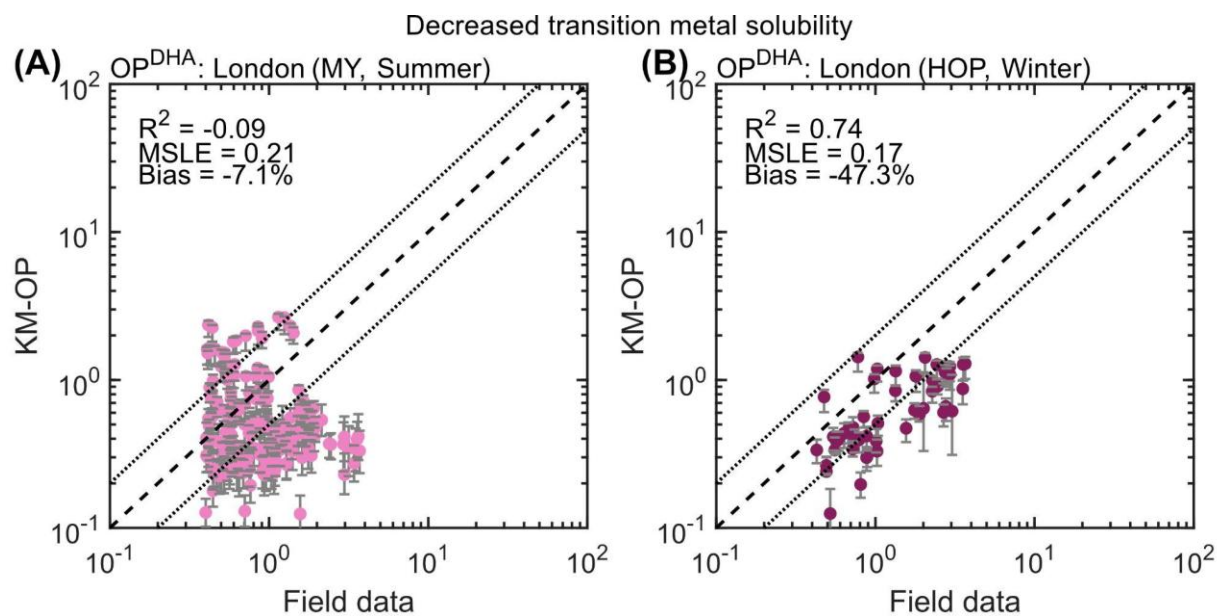 Decreased transition metal solubility
(A)
OP^DHA: London (MY, Summer)
R^2 = -0.09
MSLE = 0.21
Bias = -7.1%
KM-OP
10^2
10^1
10^0
10^-1
10^-1 10^0 10^1 10^2
Field data
(B)
OP^DHA: London (HOP, Winter)
R^2 = 0.74
MSLE = 0.17
Bias = -47.3%
KM-OP
10^2
10^1
10^0
10^-1
10^-1 10^0 10^1 10^2
Field data